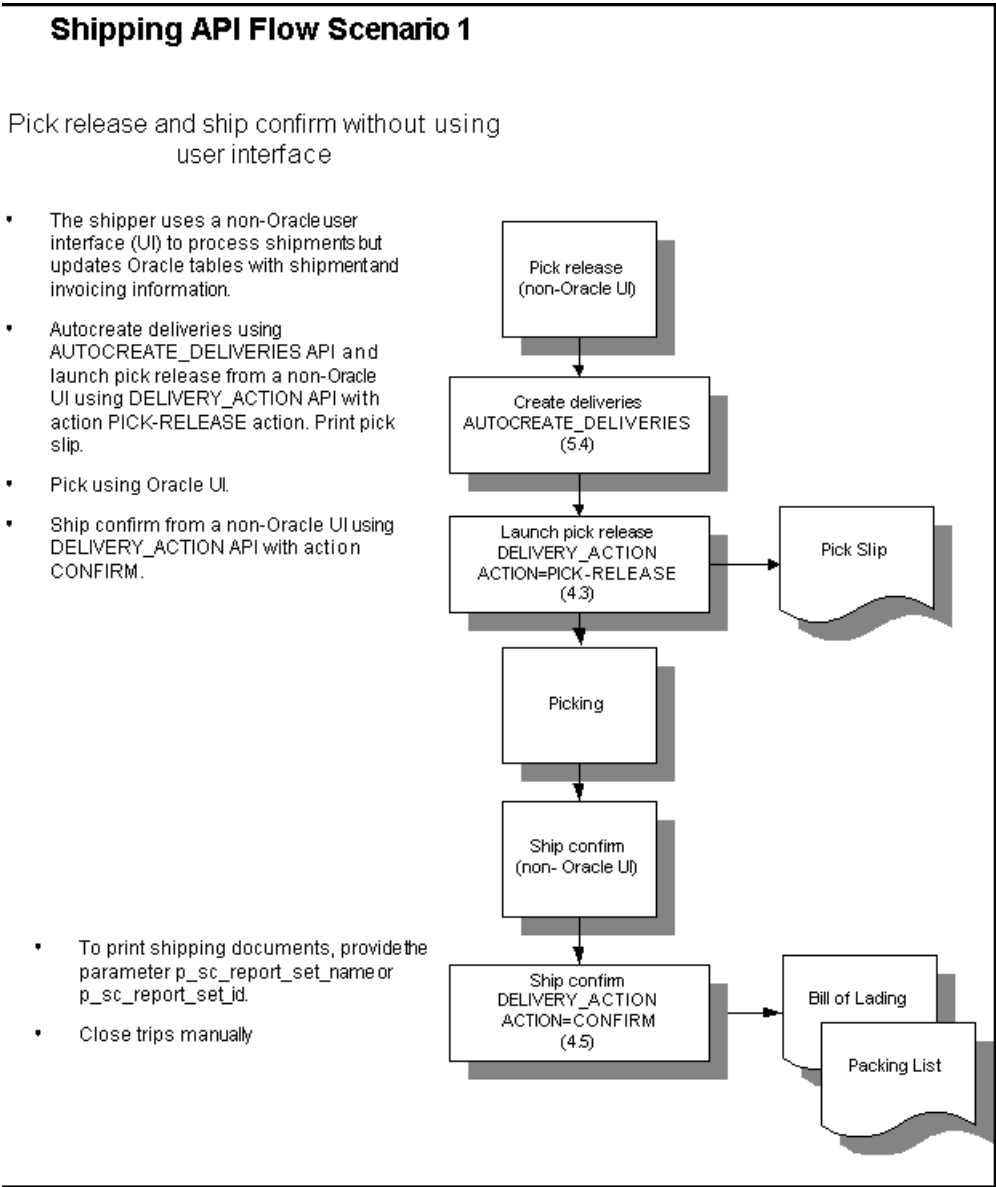 Shipping API Flow Scenario 1
Pick release and ship confirm without using
user interface
• The shipper uses a non-Oracle user
interface (UI) to process shipments but
updates Oracle tables with shipment and
invoicing information.
• Autocreate deliveries using
AUTOCREATE_DELIVERIES API and
launch pick release from a non-Oracle
UI using DELIVERY_ACTION API with
action PICK-RELEASE action. Print pick
slip.
• Pick using Oracle UI.
• Ship confirm from a non-Oracle UI using
DELIVERY_ACTION API with action
CONFIRM.
• To print shipping documents, provide the
parameter p_sc_report_set_name or
p_sc_report_set_id.
• Close trips manually
Pick release
(non-Oracle UI)
Create deliveries
AUTOCREATE_DELIVERIES
(5.4)
Launch pick release
DELIVERY_ACTION
ACTION=PICK-RELEASE
(4.3)
Pick Slip
Picking
Ship confirm
(non- Oracle UI)
Ship confirm
DELIVERY_ACTION
ACTION=CONFIRM
(4.5)
Bill of Lading
Packing List